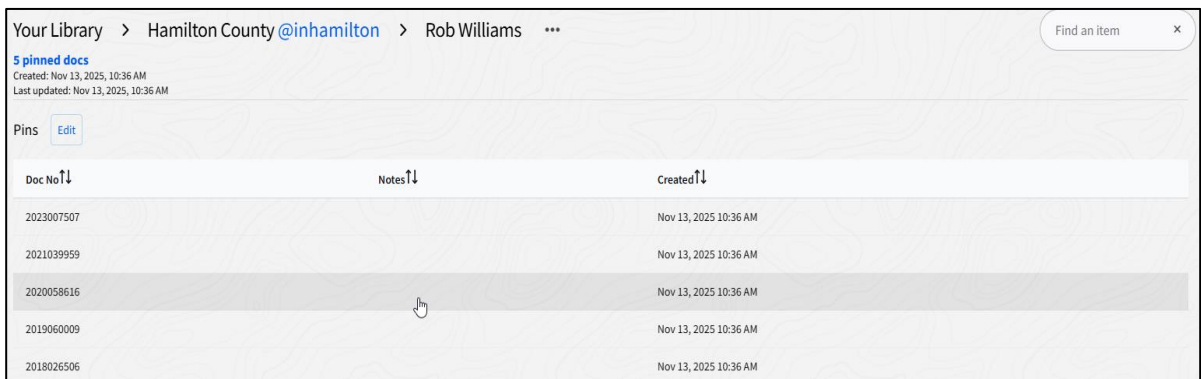 Your Library > Hamilton County @inhamilton > Rob Williams •••
Find an item ×
5 pinned docs
Created: Nov 13, 2025, 10:36 AM
Last updated: Nov 13, 2025, 10:36 AM
Pins Edit
Doc No↑↓ Notes↑↓ Created↑↓
2023007507 Nov 13, 2025 10:36 AM
2021039959 Nov 13, 2025 10:36 AM
2020058616 Nov 13, 2025 10:36 AM
2019060009 Nov 13, 2025 10:36 AM
2018026506 Nov 13, 2025 10:36 AM